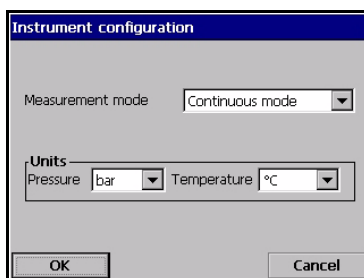 Instrument configuration
Measurement mode Continuous mode
Units
Pressure bar Temperature °C
OK Cancel